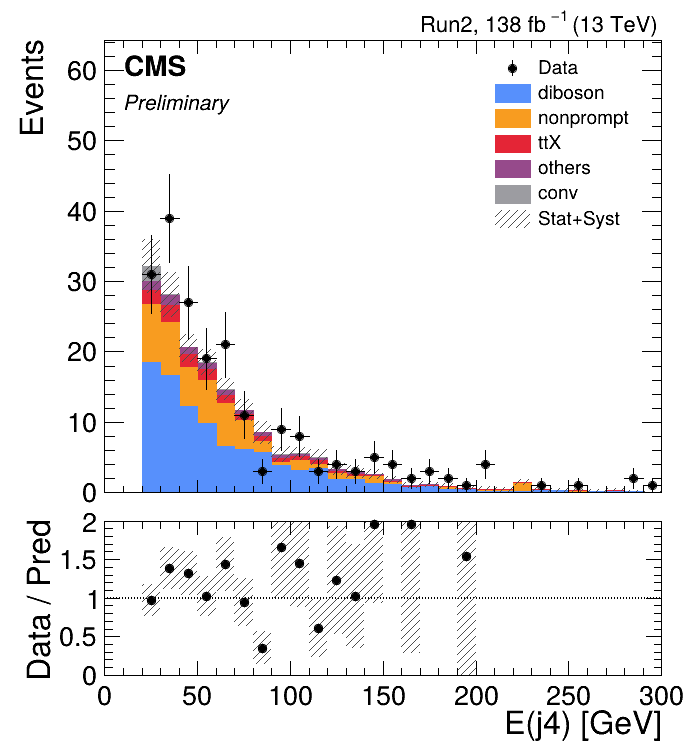 Run2, 138 fb⁻¹ (13 TeV)
CMS
Preliminary
Events
60
50
40
30
20
10
0
Data
diboson
nonprompt
ttX
others
conv
Stat+Syst
Data / Pred
2
1.5
1
0.5
0
0 50 100 150 200 250 300
E(j4) [GeV]